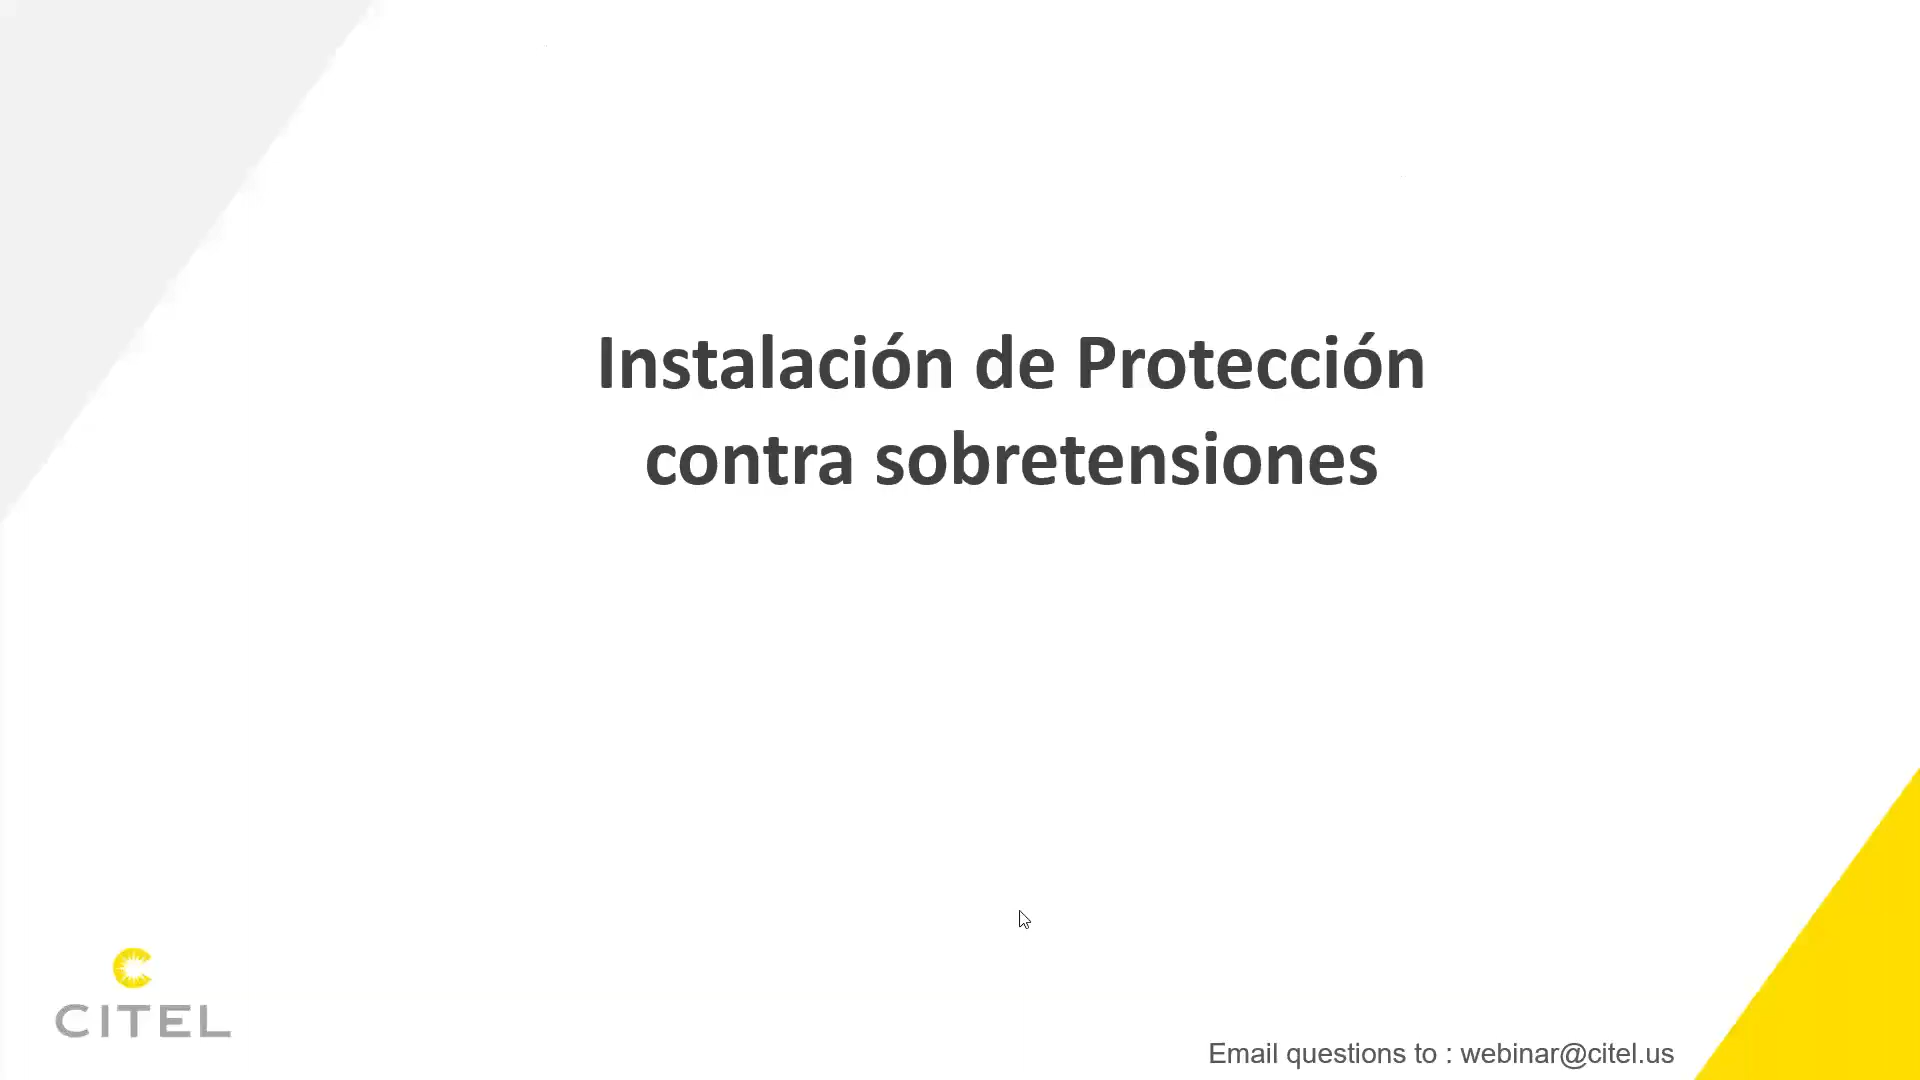 Instalación de Protección
contra sobretensiones
CITEL
Email questions to : webinar@citel.us